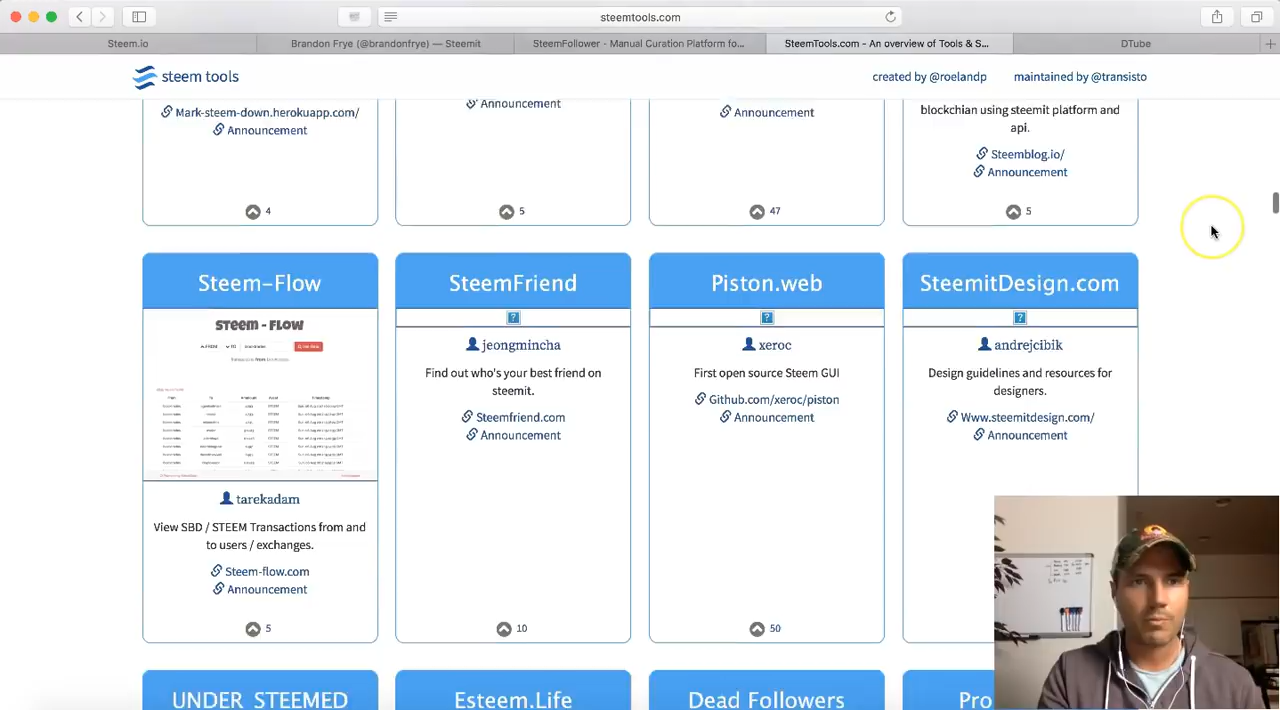 steemtools.com
Steem.io
Brandon Frye (@brandonfrye) — Steemit
SteemFollower - Manual Curation Platform fo...
SteemTools.com - An overview of Tools & S...
DTube
steem tools
created by @roelandp
maintained by @transisto
Mark-steem-down.herokuapp.com/
Announcement
4
Announcement
5
Announcement
47
blockchian using steemit platform and
api.
Steemblog.io/
Announcement
5
Steem-Flow
STEEM - FLOW
tarekadam
View SBD / STEEM Transactions from and
to users / exchanges.
Steem-flow.com
Announcement
5
SteemFriend
jeongmincha
Find out who's your best friend on
steemit.
Steemfriend.com
Announcement
10
Piston.web
xeroc
First open source Steem GUI
Github.com/xeroc/piston
Announcement
50
SteemitDesign.com
andrejcibik
Design guidelines and resources for
designers.
Www.steemitdesign.com/
Announcement
UNDER STEEMED
Esteem.Life
Dead Followers
Pro